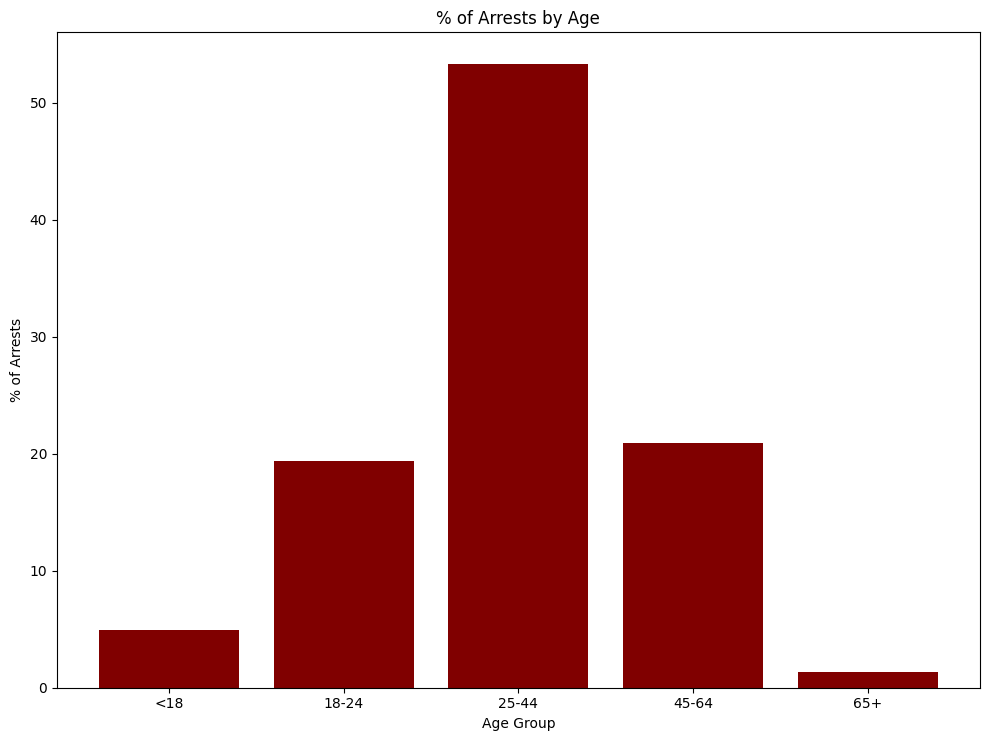 % of Arrests by Age
% of Arrests
50
40
30
20
10
0
<18 18-24 25-44 45-64 65+
Age Group